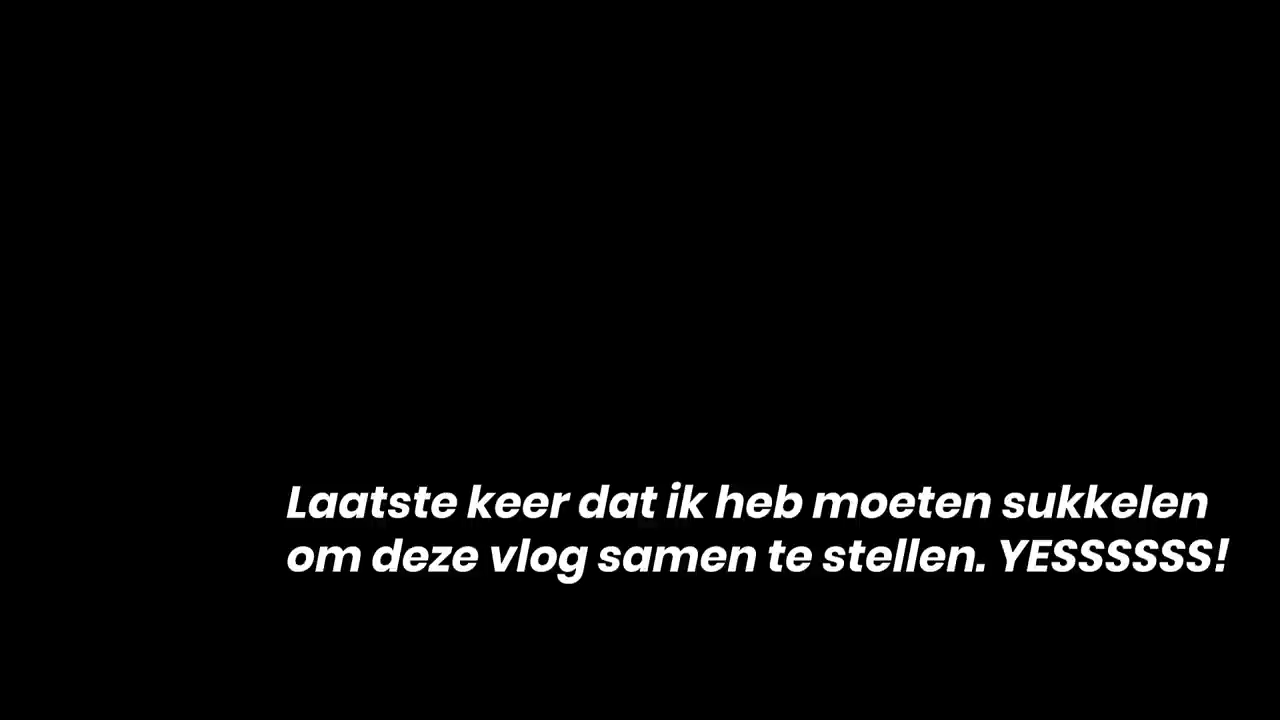 Laatste keer dat ik heb moeten sukkelen
om deze vlog samen te stellen. YESSSSSS!